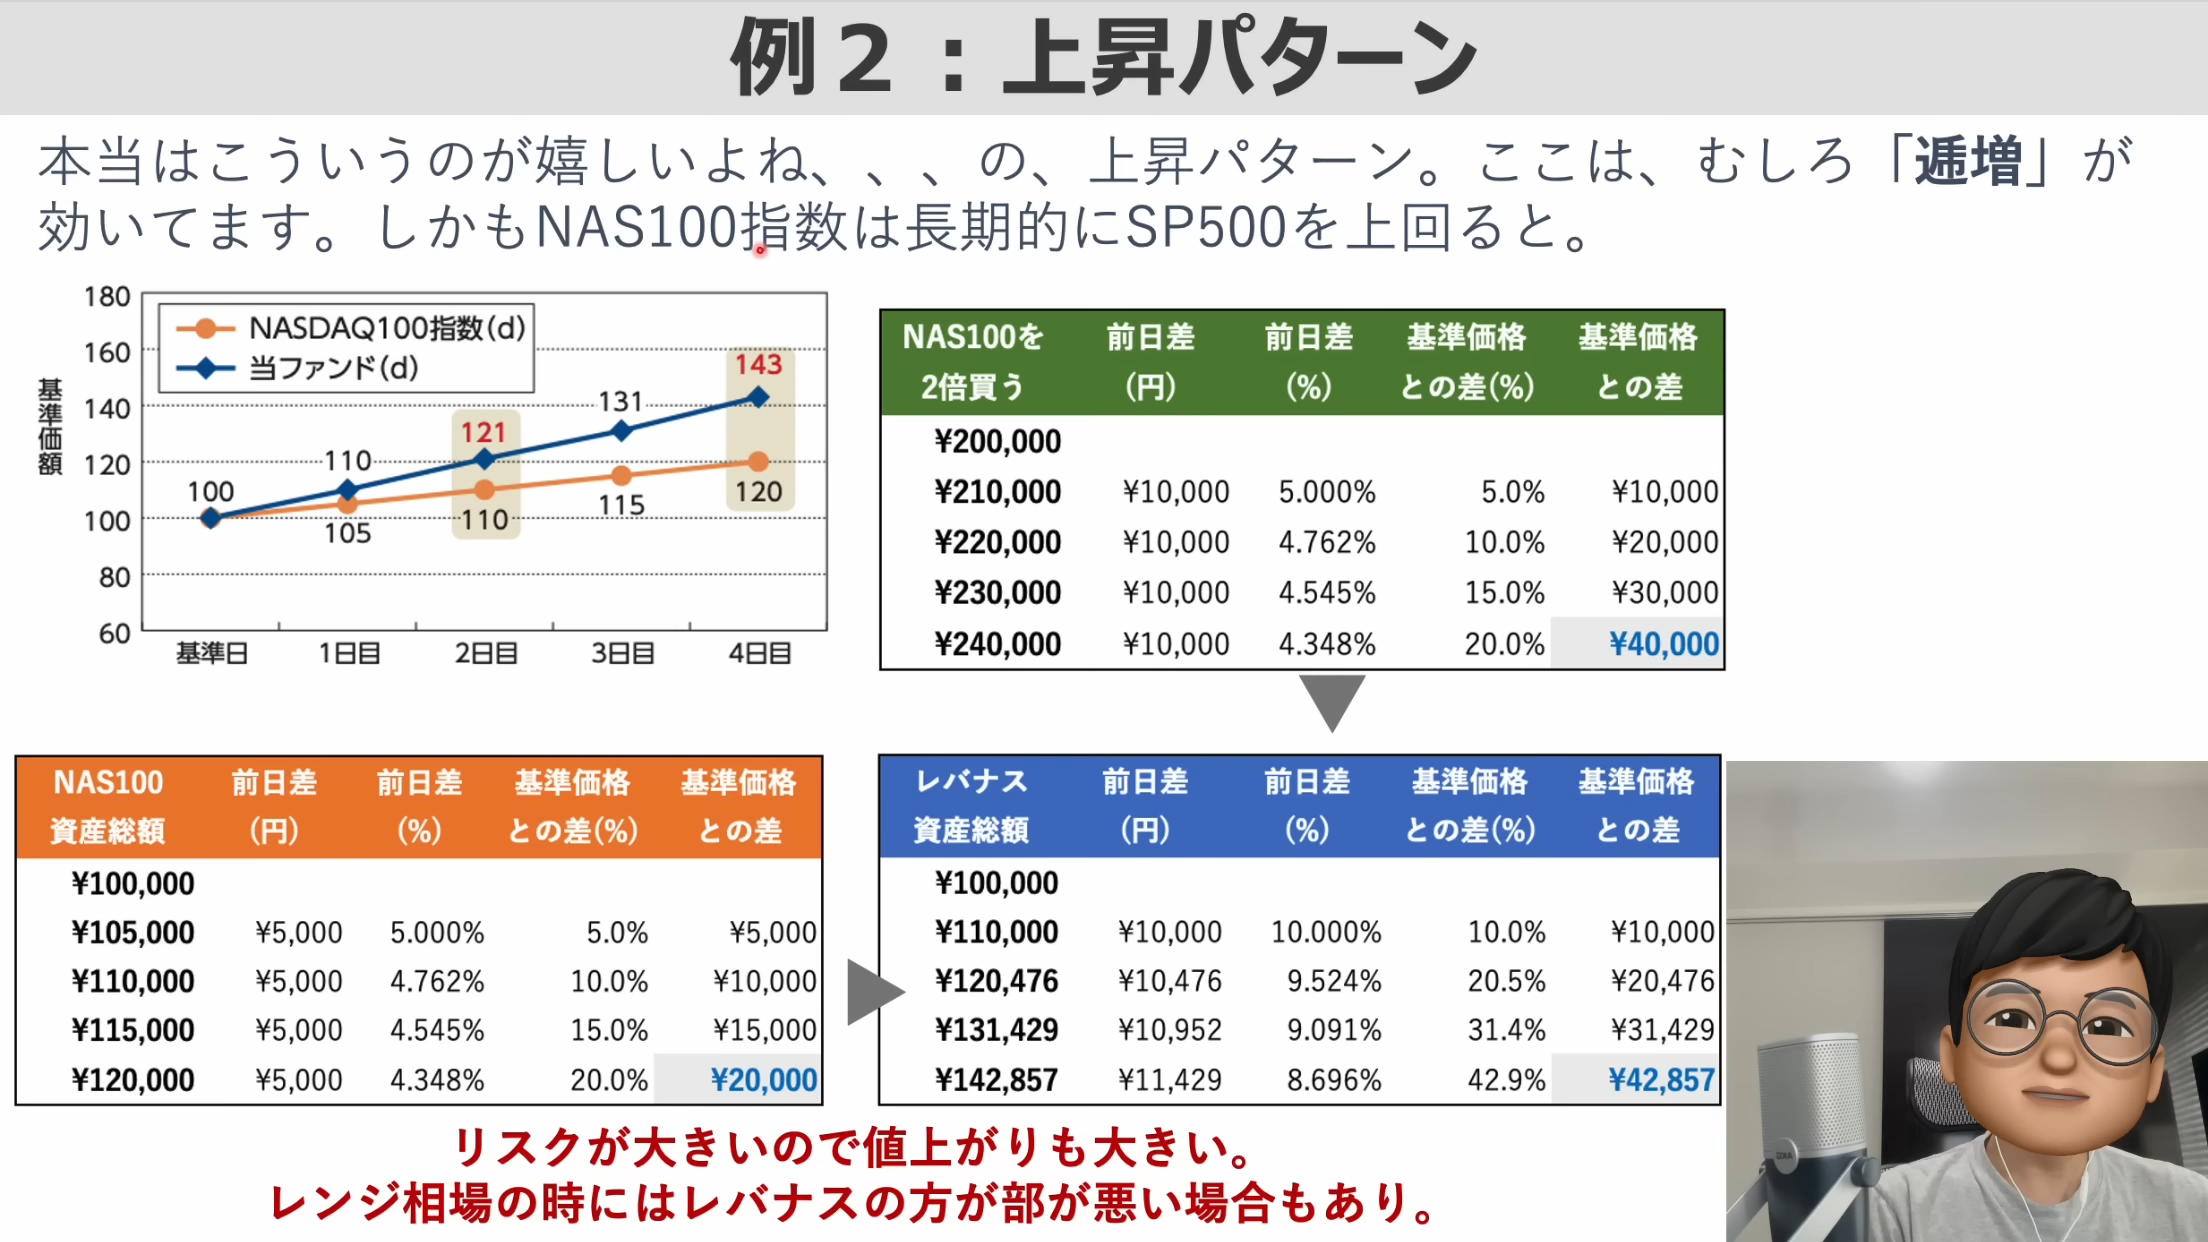 例２：上昇パターン
本当はこういうのが嬉しいよね、、、の、上昇パターン。ここは、むしろ「逓増」が
効いてます。しかもNAS100指数は長期的にSP500を上回ると。
180
160
140
120
100
80
60
基準価額
NASDAQ100指数(d)
当ファンド(d)
100
110
121
131
143
105
110
115
120
基準日 1日目 2日目 3日目 4日目
NAS100を 前日差 前日差 基準価格 基準価格
2倍買う (円) (%) との差(%) との差
¥200,000
¥210,000 ¥10,000 5.000% 5.0% ¥10,000
¥220,000 ¥10,000 4.762% 10.0% ¥20,000
¥230,000 ¥10,000 4.545% 15.0% ¥30,000
¥240,000 ¥10,000 4.348% 20.0% ¥40,000
NAS100 前日差 前日差 基準価格 基準価格
資産総額 (円) (%) との差(%) との差
¥100,000
¥105,000 ¥5,000 5.000% 5.0% ¥5,000
¥110,000 ¥5,000 4.762% 10.0% ¥10,000
¥115,000 ¥5,000 4.545% 15.0% ¥15,000
¥120,000 ¥5,000 4.348% 20.0% ¥20,000
レバナス 前日差 前日差 基準価格 基準価格
資産総額 (円) (%) との差(%) との差
¥100,000
¥110,000 ¥10,000 10.000% 10.0% ¥10,000
¥120,476 ¥10,476 9.524% 20.5% ¥20,476
¥131,429 ¥10,952 9.091% 31.4% ¥31,429
¥142,857 ¥11,429 8.696% 42.9% ¥42,857
リスクが大きいので値上がりも大きい。
レンジ相場の時にはレバナスの方が部が悪い場合もあり。